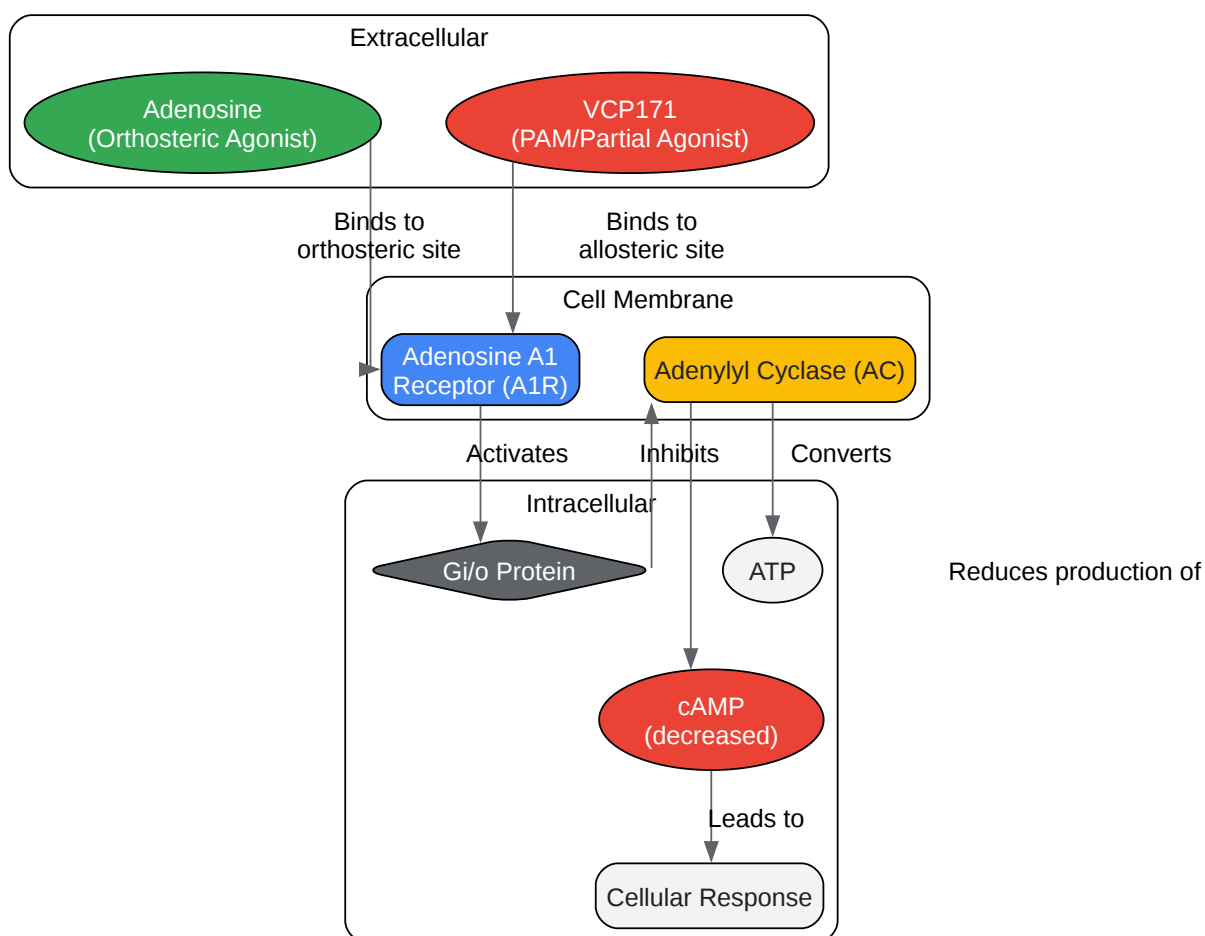 Extracellular
Adenosine
(Orthosteric Agonist)
VCP171
(PAM/Partial Agonist)
Binds to
orthosteric site
Binds to
allosteric site
Cell Membrane
Adenosine A1
Receptor (A1R)
Adenylyl Cyclase (AC)
Activates
Inhibits
Converts
Intracellular
Gi/o Protein
ATP
Reduces production of
cAMP
(decreased)
Leads to
Cellular Response